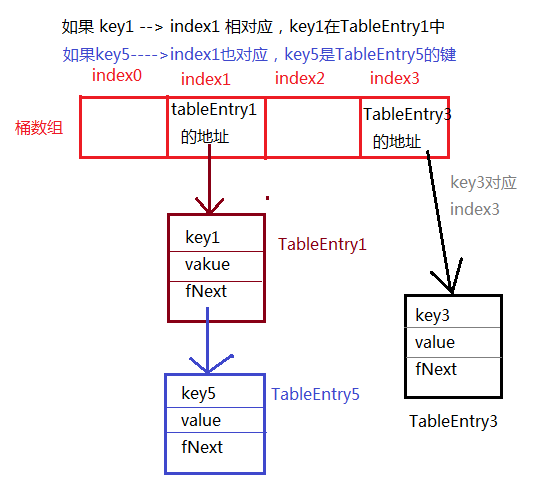 如果 key1 --> index1 相对应，key1在TableEntry1中
如果key5---->index1也对应，key5是TableEntry5的键
index0 index1 index2 index3
桶数组
tableEntry1
的地址
TableEntry3
的地址
key3对应
index3
key1
vakue
fNext
TableEntry1
key5
value
fNext
TableEntry5
key3
value
fNext
TableEntry3